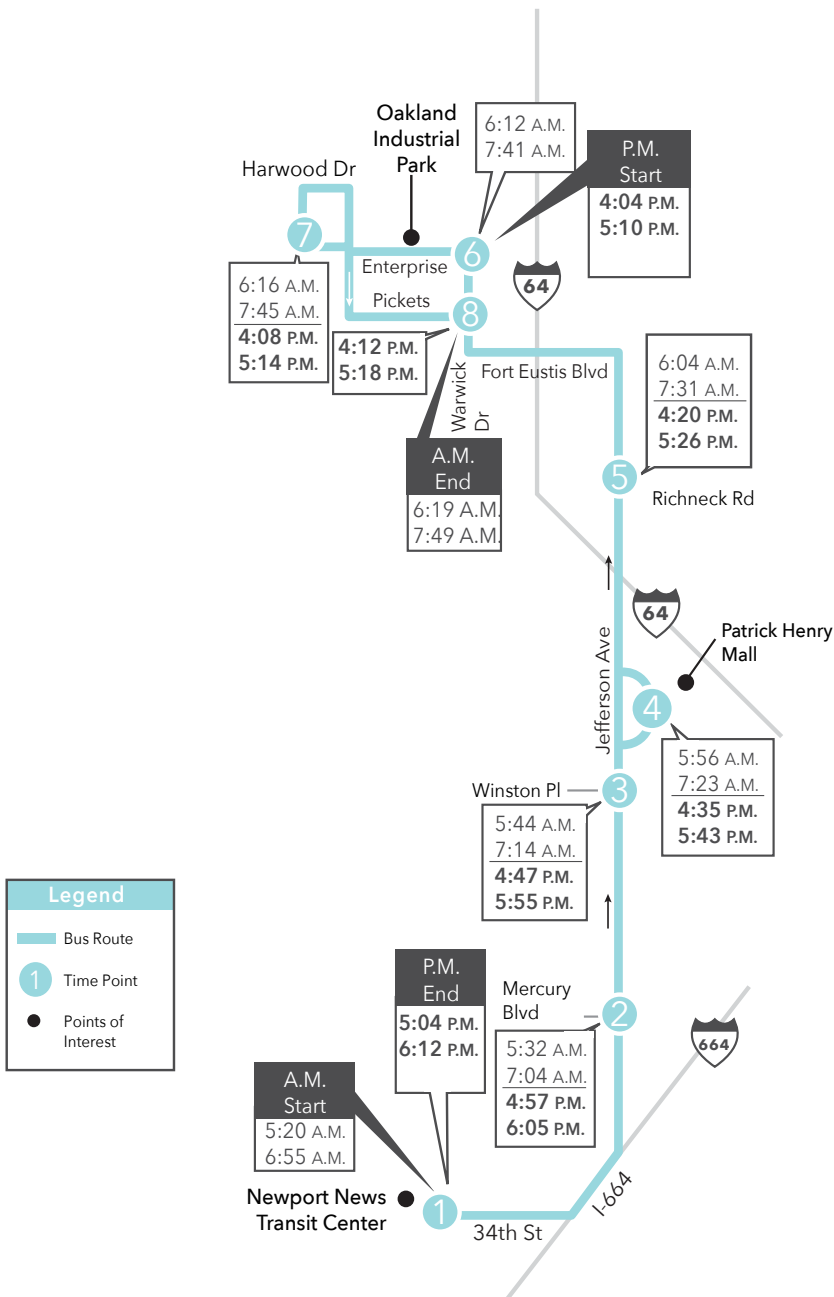 Oakland
Industrial
Park
6:12 A.M.
7:41 A.M.
P.M.
Start
4:04 P.M.
5:10 P.M.
Harwood Dr
7
6
Enterprise
64
6:16 A.M.
7:45 A.M.
4:08 P.M.
5:14 P.M.
Pickets
8
4:12 P.M.
5:18 P.M.
Fort Eustis Blvd
Warwick
Dr
6:04 A.M.
7:31 A.M.
4:20 P.M.
5:26 P.M.
A.M.
End
6:19 A.M.
7:49 A.M.
5
Richneck Rd
64
Patrick Henry
Mall
Jefferson Ave
4
5:56 A.M.
7:23 A.M.
4:35 P.M.
5:43 P.M.
Winston Pl
3
5:44 A.M.
7:14 A.M.
4:47 P.M.
5:55 P.M.
Legend
Bus Route
1
Time Point
Points of
Interest
P.M.
End
5:04 P.M.
6:12 P.M.
Mercury
Blvd
2
5:32 A.M.
7:04 A.M.
4:57 P.M.
6:05 P.M.
664
A.M.
Start
5:20 A.M.
6:55 A.M.
Newport News
Transit Center
1
34th St
I-664